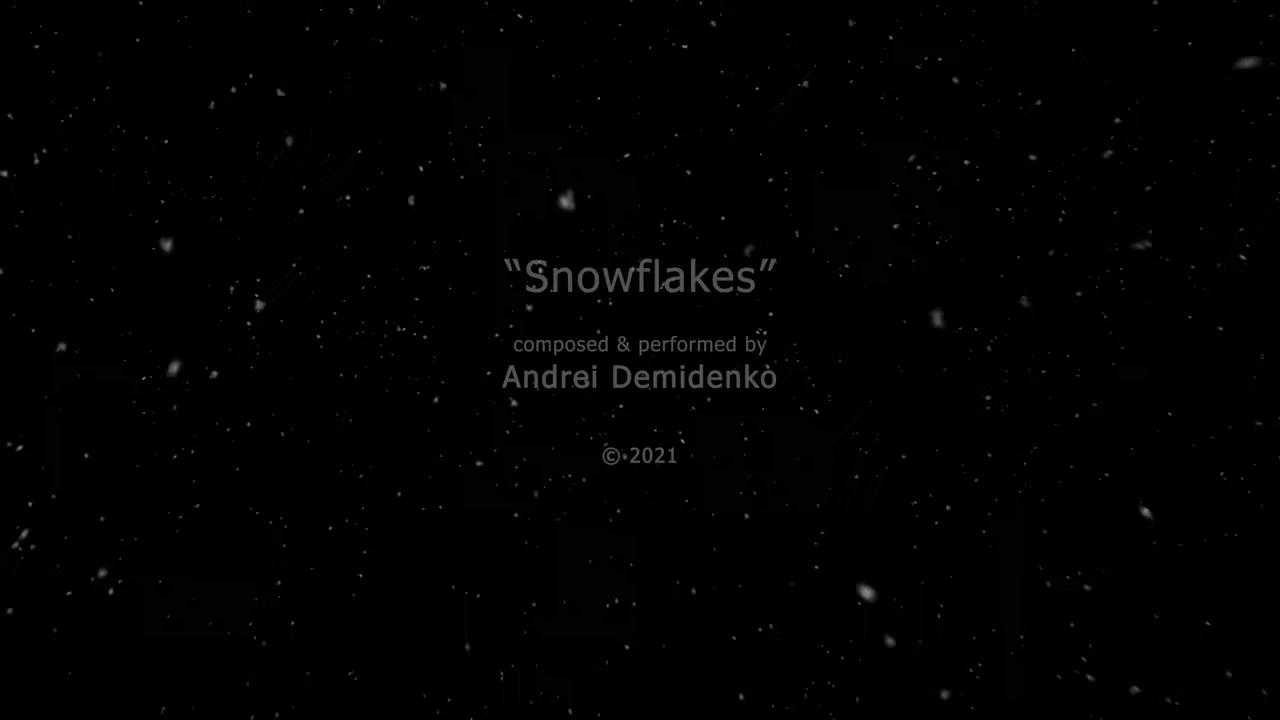 “Snowflakes”
composed & performed by
Andrei Demidenko
© 2021